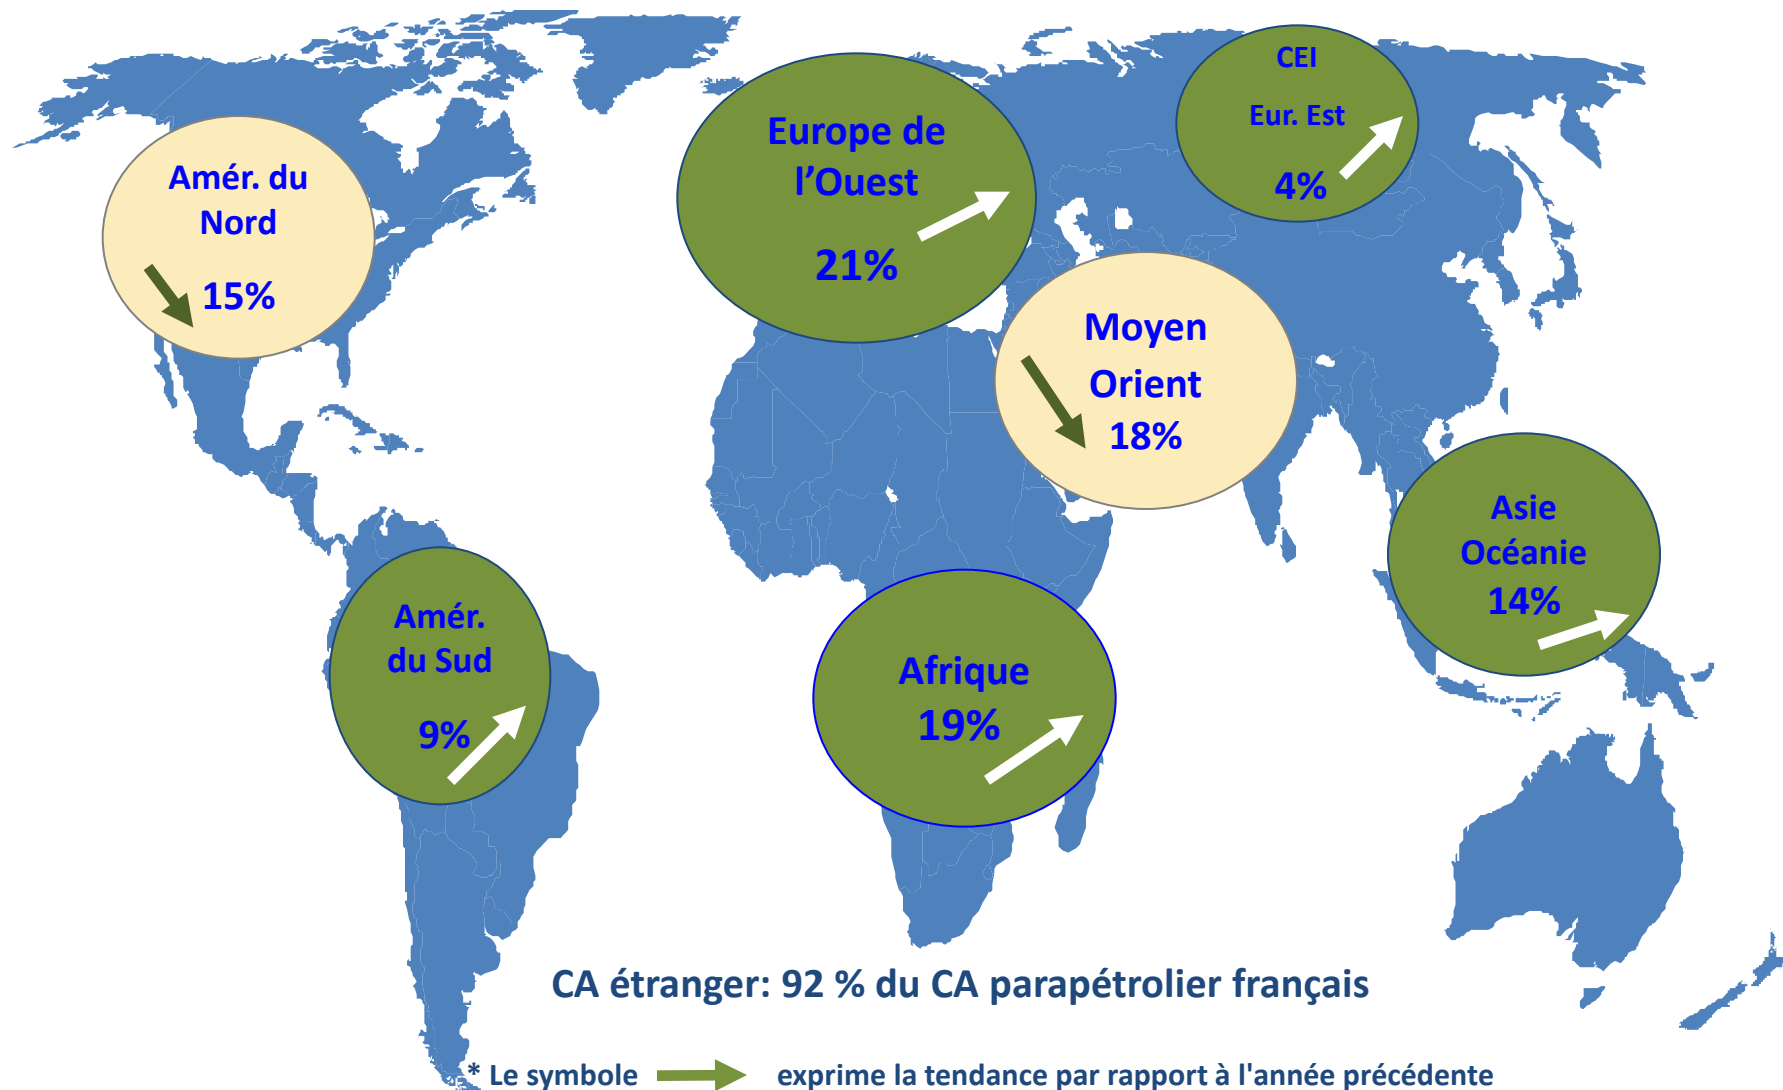 CEI
Eur. Est
4%
Europe de
l’Ouest
21%
Amér. du
Nord
15%
Moyen
Orient
18%
Asie
Océanie
14%
Amér.
du Sud
9%
Afrique
19%
CA étranger: 92 % du CA parapétrolier français
* Le symbole exprime la tendance par rapport à l'année précédente